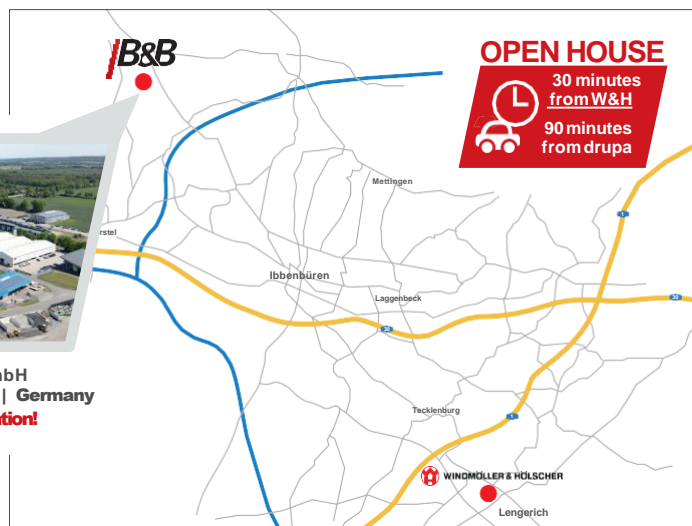 B&B
OPEN HOUSE
30 minutes
from W&H
90 minutes
from drupa
Mettingen
1
rstel
Ibbenbüren
Laggenbeck
30
30
bH
| Germany
tion!
Tecklenburg
1
WINDMÖLLER & HÖLSCHER
Lengerich